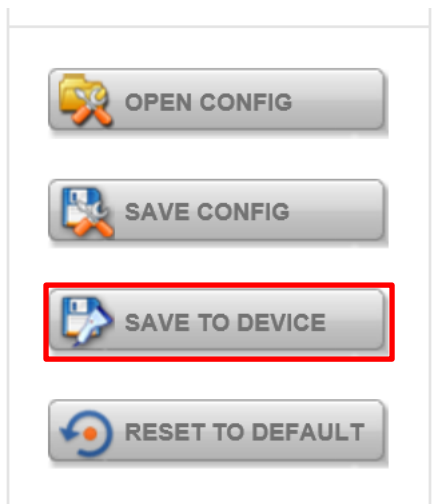 OPEN CONFIG
SAVE CONFIG
SAVE TO DEVICE
RESET TO DEFAULT